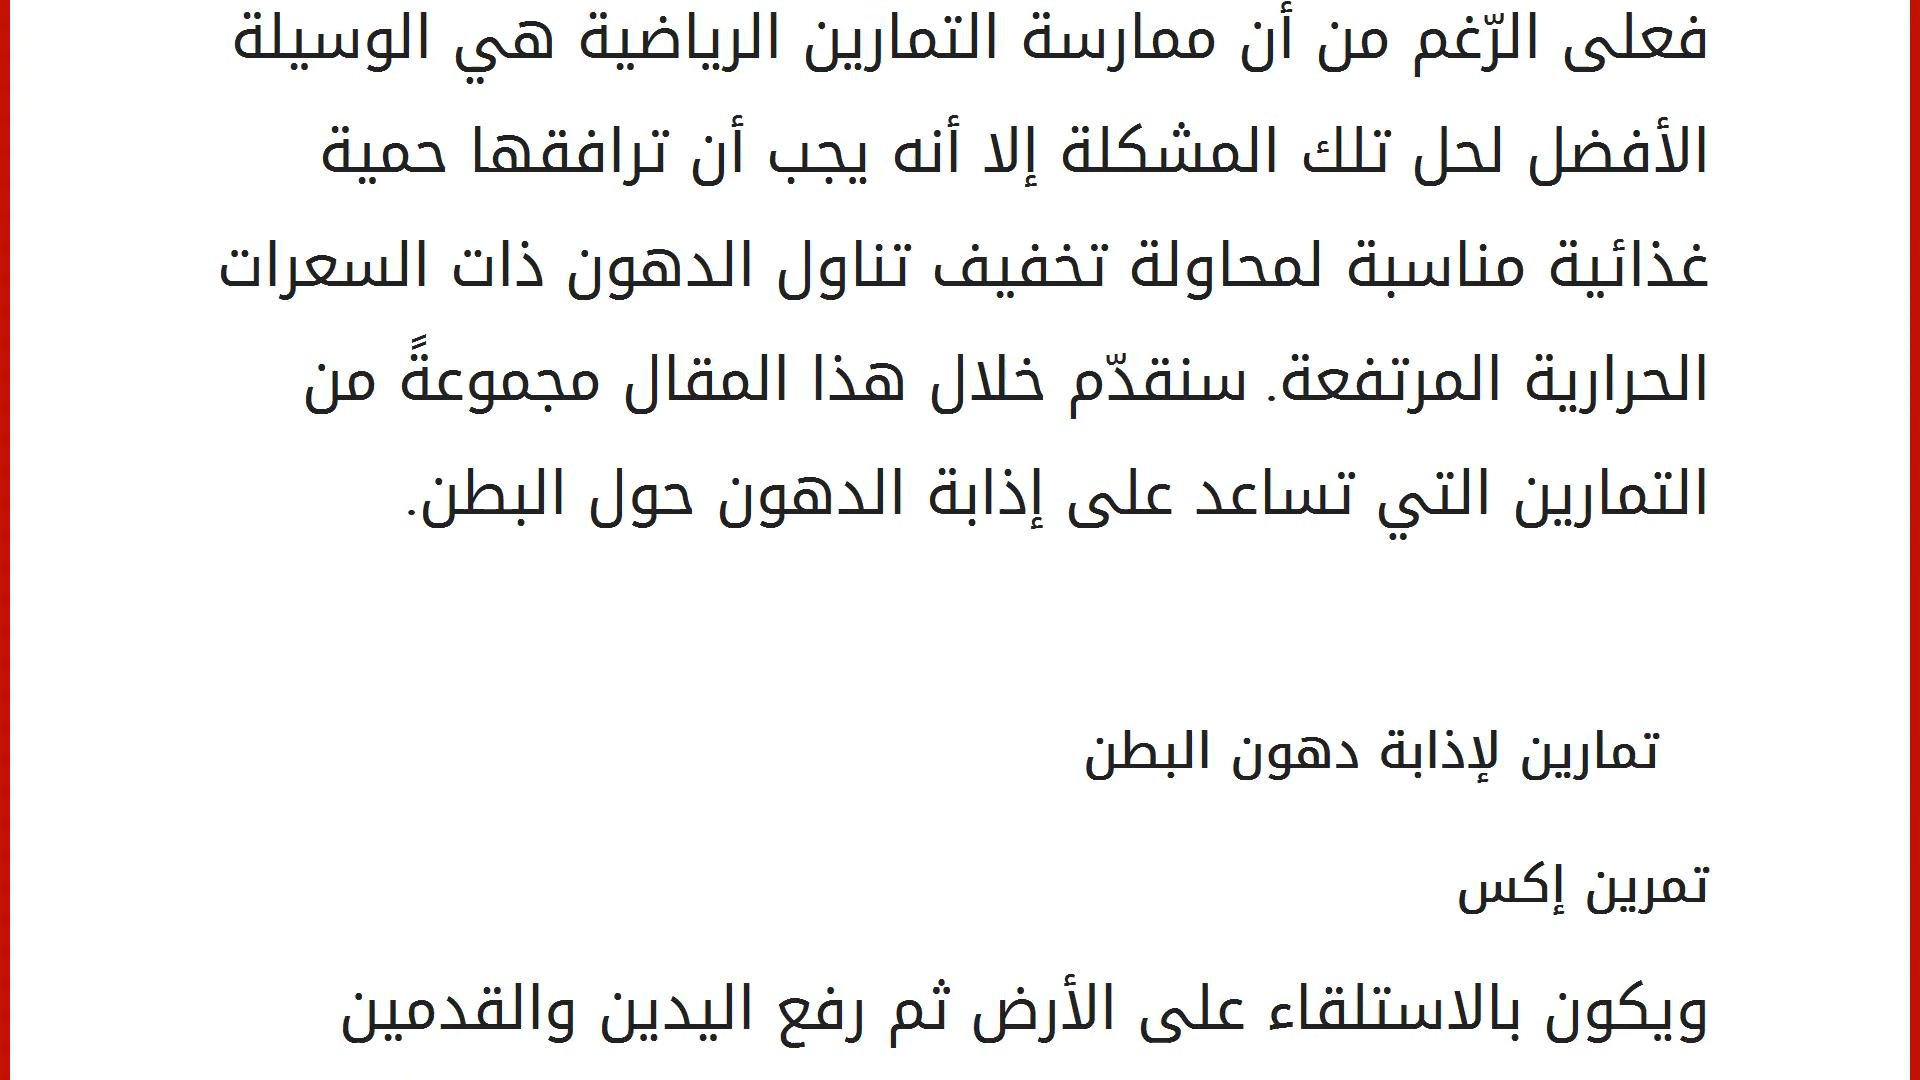 فعلى الرّغم من أن ممارسة التمارين الرياضية هي الوسيلة
الأفضل لحل تلك المشكلة إلا أنه يجب أن ترافقها حمية
غذائية مناسبة لمحاولة تخفيف تناول الدهون ذات السعرات
الحرارية المرتفعة. سنقدّم خلال هذا المقال مجموعةً من
التمارين التي تساعد على إذابة الدهون حول البطن.
تمارين لإذابة دهون البطن
تمرين إكس
ويكون بالاستلقاء على الأرض ثم رفع اليدين والقدمين